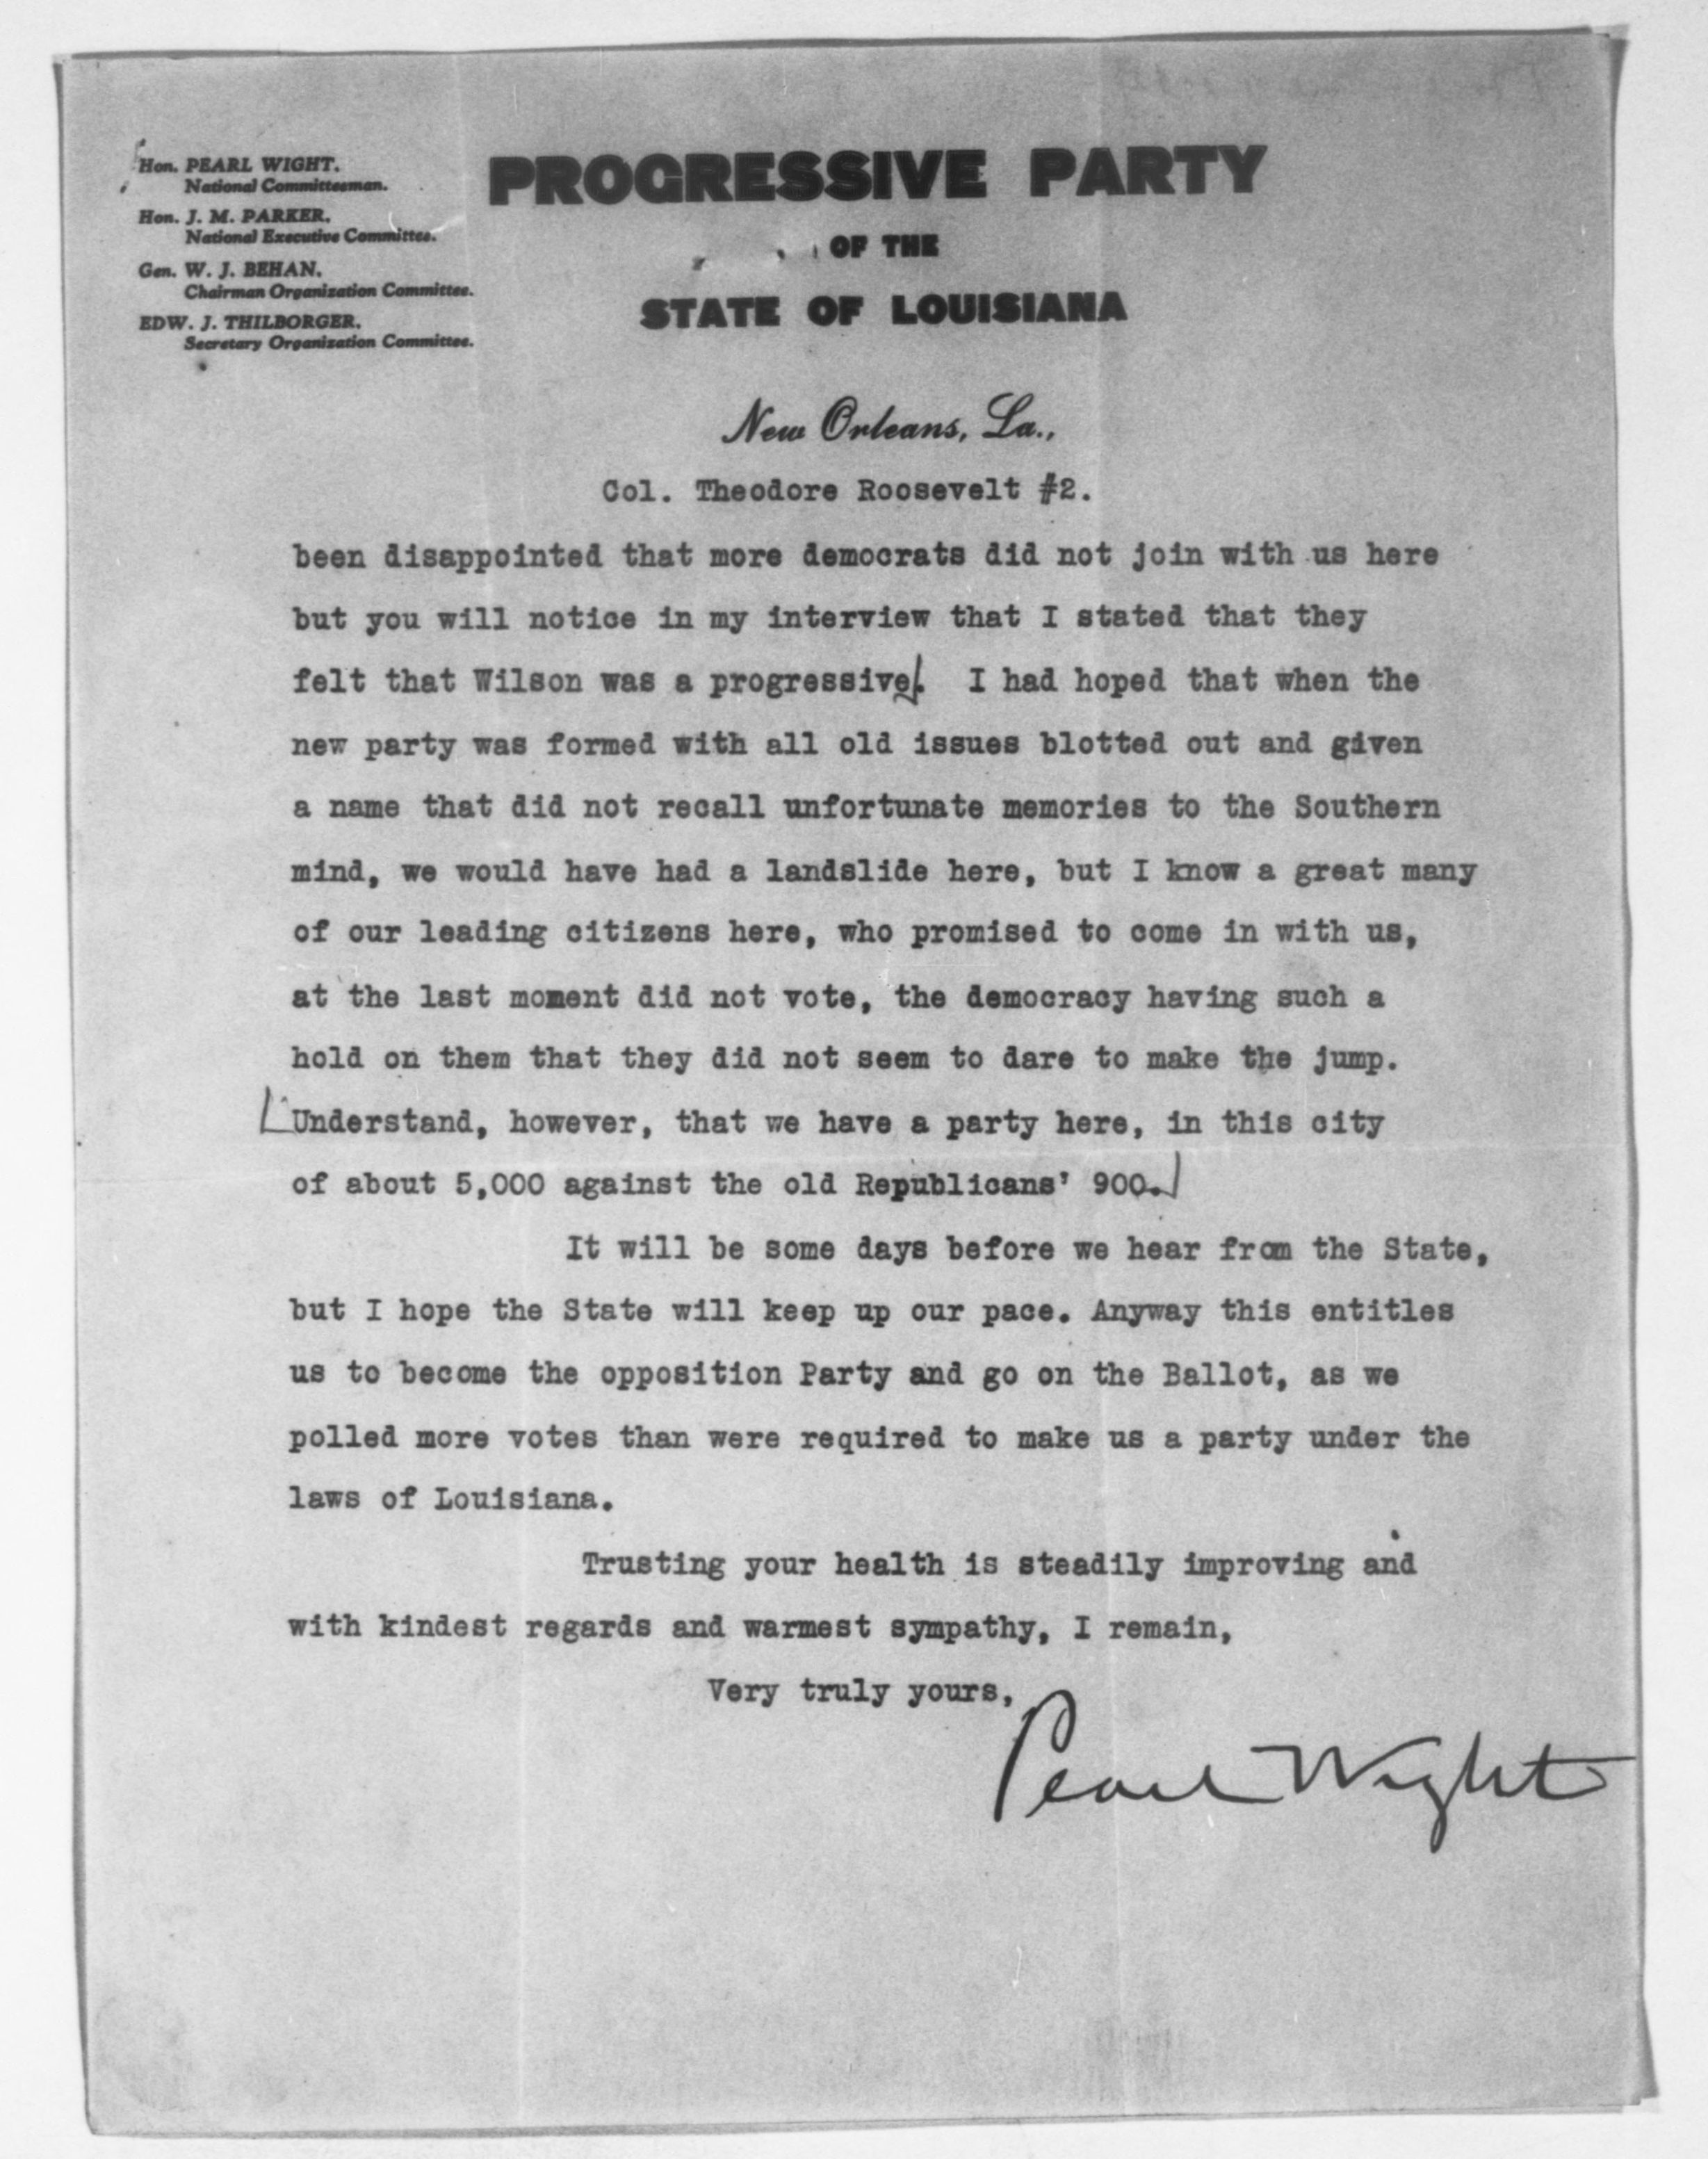 Hon. PEARL WIGHT.
National Committeeman.
Hon. J. M. PARKER.
National Executive Committee.
Gen. W. J. BEHAN.
Chairman Organization Committee.
EDW. J. THILBORGER.
Secretary Organization Committee.
PROGRESSIVE PARTY
OF THE
STATE OF LOUISIANA
New Orleans, La.,
Col. Theodore Roosevelt #2.
been disappointed that more democrats did not join with us here
but you will notice in my interview that I stated that they
felt that Wilson was a progressive. I had hoped that when the
new party was formed with all old issues blotted out and given
a name that did not recall unfortunate memories to the Southern
mind, we would have had a landslide here, but I know a great many
of our leading citizens here, who promised to come in with us,
at the last moment did not vote, the democracy having such a
hold on them that they did not seem to dare to make the jump.
Understand, however, that we have a party here, in this city
of about 5,000 against the old Republicans' 900.
It will be some days before we hear from the State,
but I hope the State will keep up our pace. Anyway this entitles
us to become the opposition Party and go on the Ballot, as we
polled more votes than were required to make us a party under the
laws of Louisiana.
Trusting your health is steadily improving and
with kindest regards and warmest sympathy, I remain,
Very truly yours,
Pearl Wight